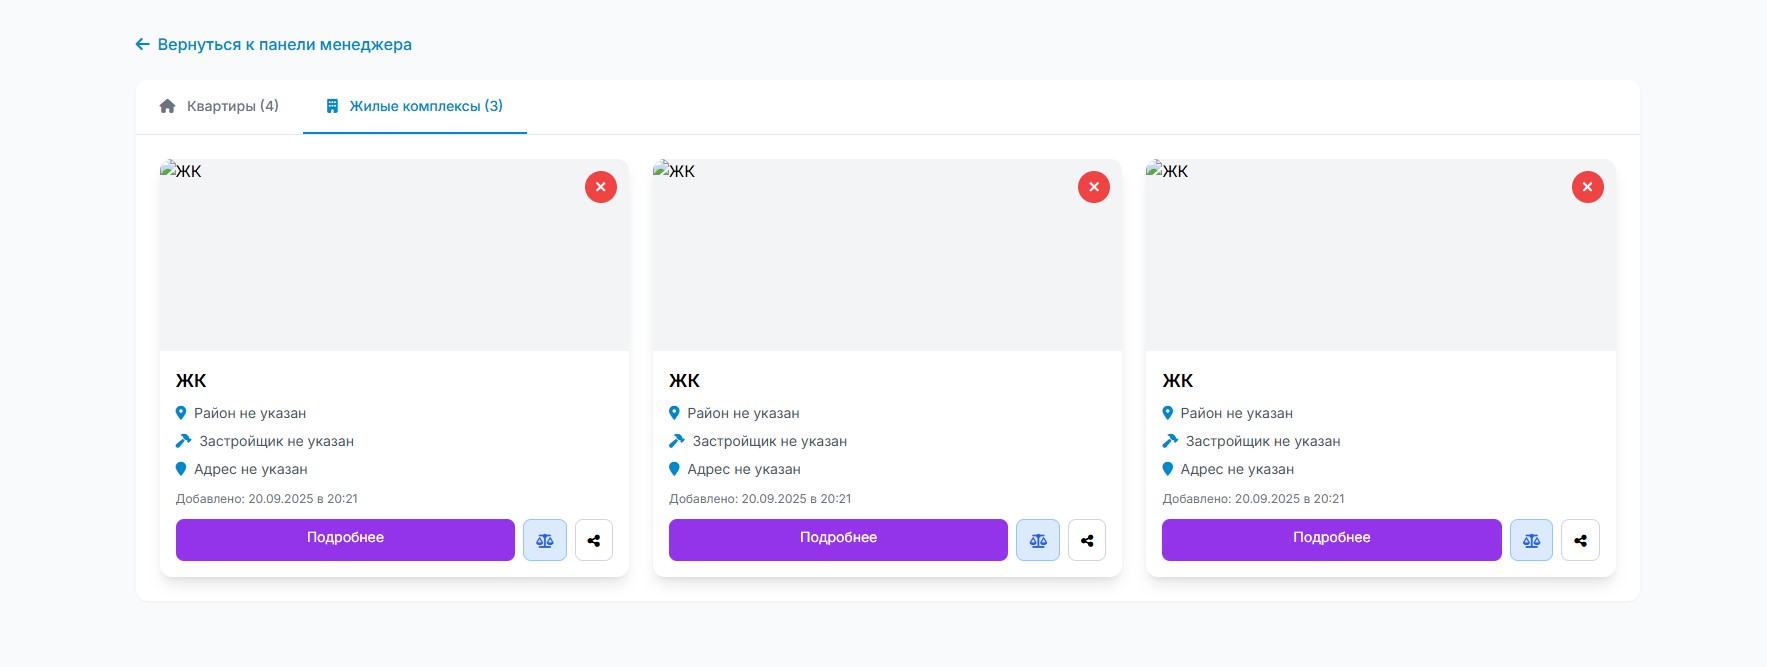 Вернуться к панели менеджера
Квартиры (4)
Жилые комплексы (3)
ЖК
ЖК
ЖК
ЖК
Район не указан
Застройщик не указан
Адрес не указан
Добавлено: 20.09.2025 в 20:21
Подробнее
ЖК
Район не указан
Застройщик не указан
Адрес не указан
Добавлено: 20.09.2025 в 20:21
Подробнее
ЖК
Район не указан
Застройщик не указан
Адрес не указан
Добавлено: 20.09.2025 в 20:21
Подробнее